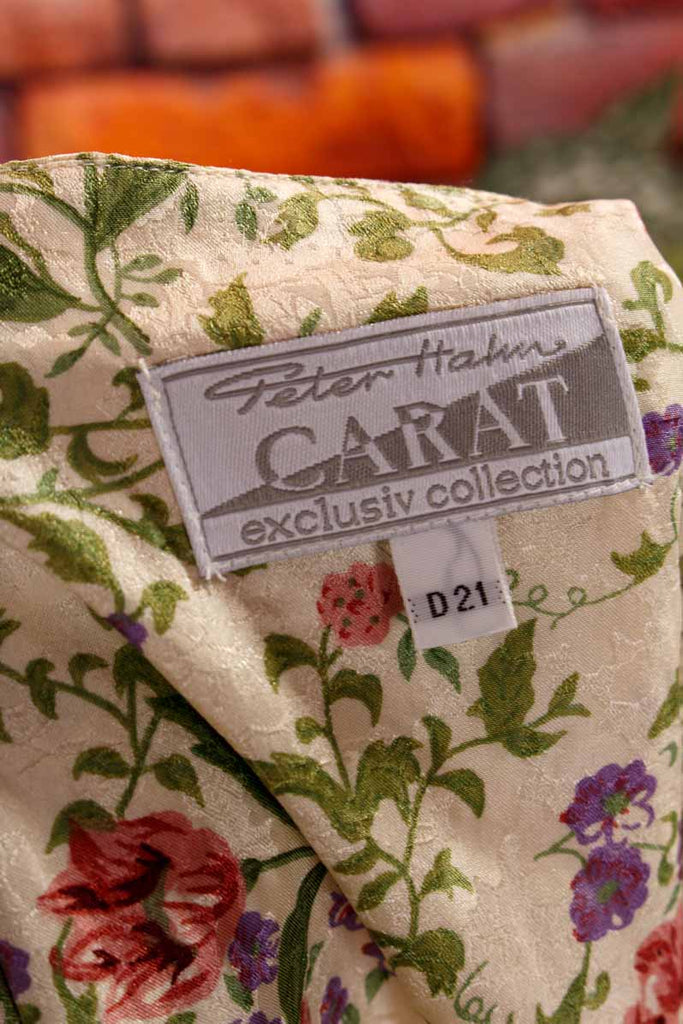 Peter Hahn
CARAT
exclusiv collection
D 21